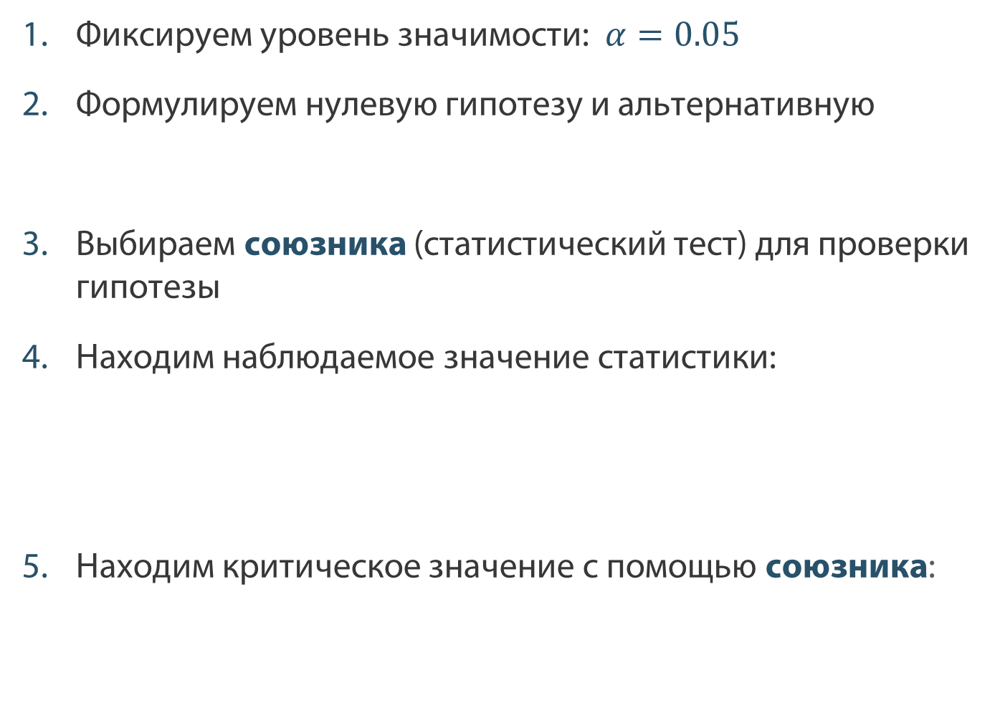 1. Фиксируем уровень значимости: α = 0.05
2. Формулируем нулевую гипотезу и альтернативную
3. Выбираем союзника (статистический тест) для проверки
гипотезы
4. Находим наблюдаемое значение статистики:
5. Находим критическое значение с помощью союзника: